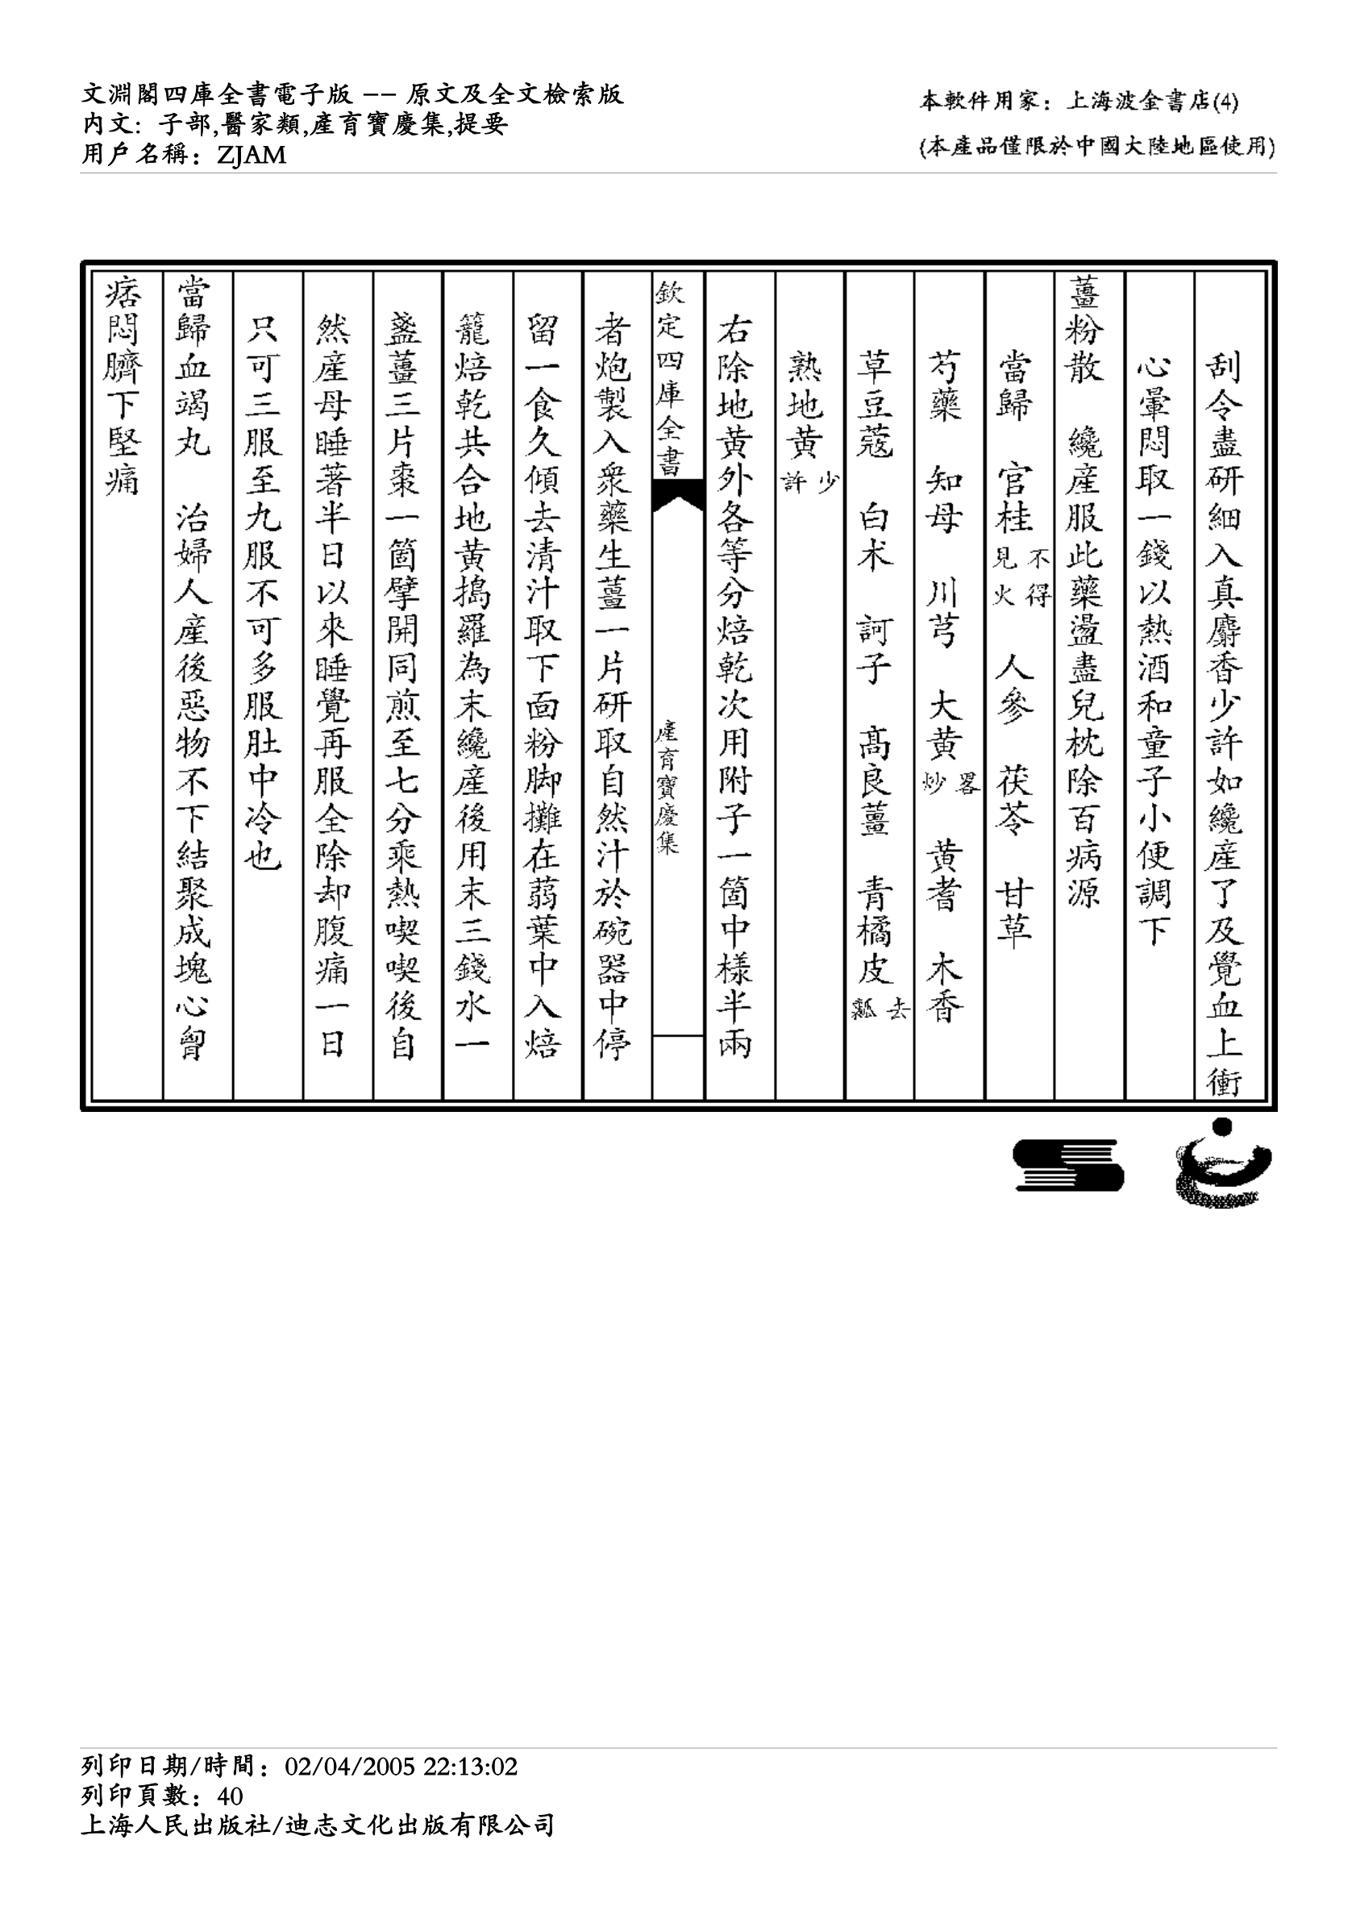 文淵閣四庫全書電子版 -- 原文及全文檢索版
內文: 子部,醫家類,產育寶慶集,提要
用戶名稱: ZJAM
本軟件用家: 上海波金書店(4)
(本產品僅限於中國大陸地區使用)
刮令盡研細入真麝香少許如纔産了及覺血上衝
心暈悶取一錢以熱酒和童子小便調下
薑粉散 纔産服此藥盪盡兒枕除百病源
當歸 官桂不得見火 人參 茯苓 甘草
芍藥 知母 川芎 大黄畧炒 黄耆 木香
草豆蔻 白术 訶子 髙良薑 青橘皮去瓤
熟地黄少許
右除地黄外各等分焙乾次用附子一箇中様半兩
欽定四庫全書 産育寶慶集
者炮製入衆藥生薑一片研取自然汁於碗器中停
留一食久傾去清汁取下面粉脚攤在蒻葉中入焙
籠焙乾共合地黄搗羅為末纔産後用末三錢水一
盞薑三片棗一箇擘開同煎至七分乘熱喫喫後自
然産母睡著半日以來睡覺再服全除却腹痛一日
只可三服至九服不可多服肚中冷也
當歸血竭丸 治婦人産後惡物不下結聚成塊心胷
痞悶臍下堅痛
列印日期/時間: 02/04/2005 22:13:02
列印頁數: 40
上海人民出版社/迪志文化出版有限公司